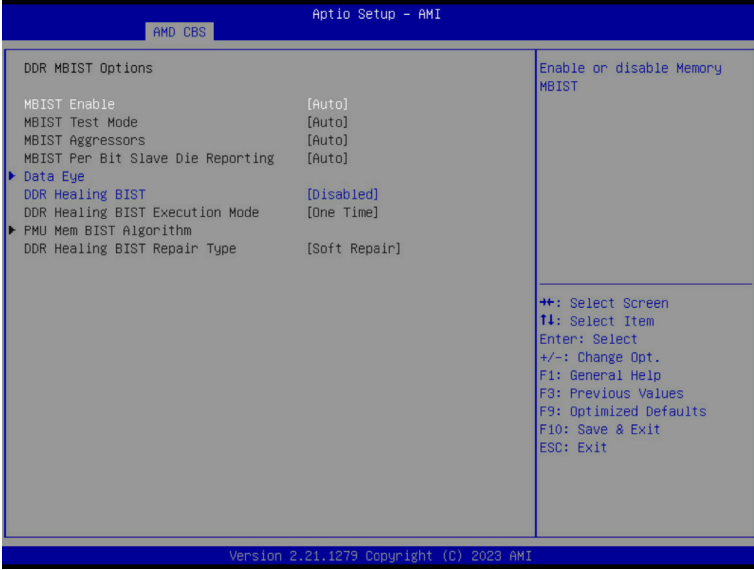 Aptio Setup - AMI
AMD CBS
DDR MBIST Options
MBIST Enable [Auto]
MBIST Test Mode [Auto]
MBIST Aggressors [Auto]
MBIST Per Bit Slave Die Reporting [Auto]
Data Eye
DDR Healing BIST [Disabled]
DDR Healing BIST Execution Mode [One Time]
PMU Mem BIST Algorithm
DDR Healing BIST Repair Type [Soft Repair]
Enable or disable Memory
MBIST
→←: Select Screen
↑↓: Select Item
Enter: Select
+/-: Change Opt.
F1: General Help
F3: Previous Values
F9: Optimized Defaults
F10: Save & Exit
ESC: Exit
Version 2.21.1279 Copyright (C) 2023 AMI